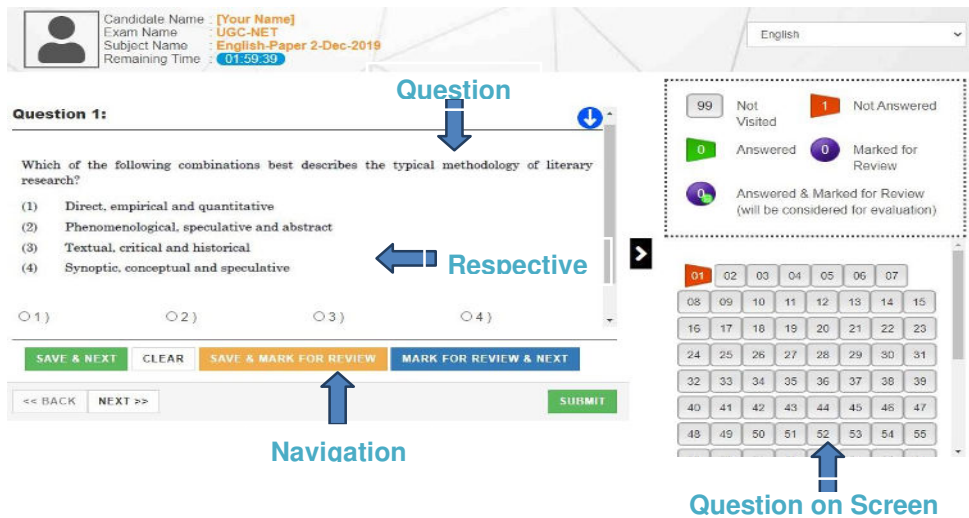 Candidate Name : [Your Name]
Exam Name : UGC-NET
Subject Name : English-Paper 2-Dec-2019
Remaining Time : 01:59:39
English
Question
Question 1:
Which of the following combinations best describes the typical methodology of literary
research?
(1) Direct, empirical and quantitative
(2) Phenomenological, speculative and abstract
(3) Textual, critical and historical
(4) Synoptic, conceptual and speculative
Respective
1 ) 2 ) 3 ) 4 )
SAVE & NEXT CLEAR SAVE & MARK FOR REVIEW MARK FOR REVIEW & NEXT
<< BACK NEXT >> SUBMIT
Navigation
99 Not Visited 1 Not Answered
0 Answered 0 Marked for Review
0 Answered & Marked for Review
(will be considered for evaluation)
01 02 03 04 05 06 07
08 09 10 11 12 13 14 15
16 17 18 19 20 21 22 23
24 25 26 27 28 29 30 31
32 33 34 35 36 37 38 39
40 41 42 43 44 45 46 47
48 49 50 51 52 53 54 55
Question on Screen